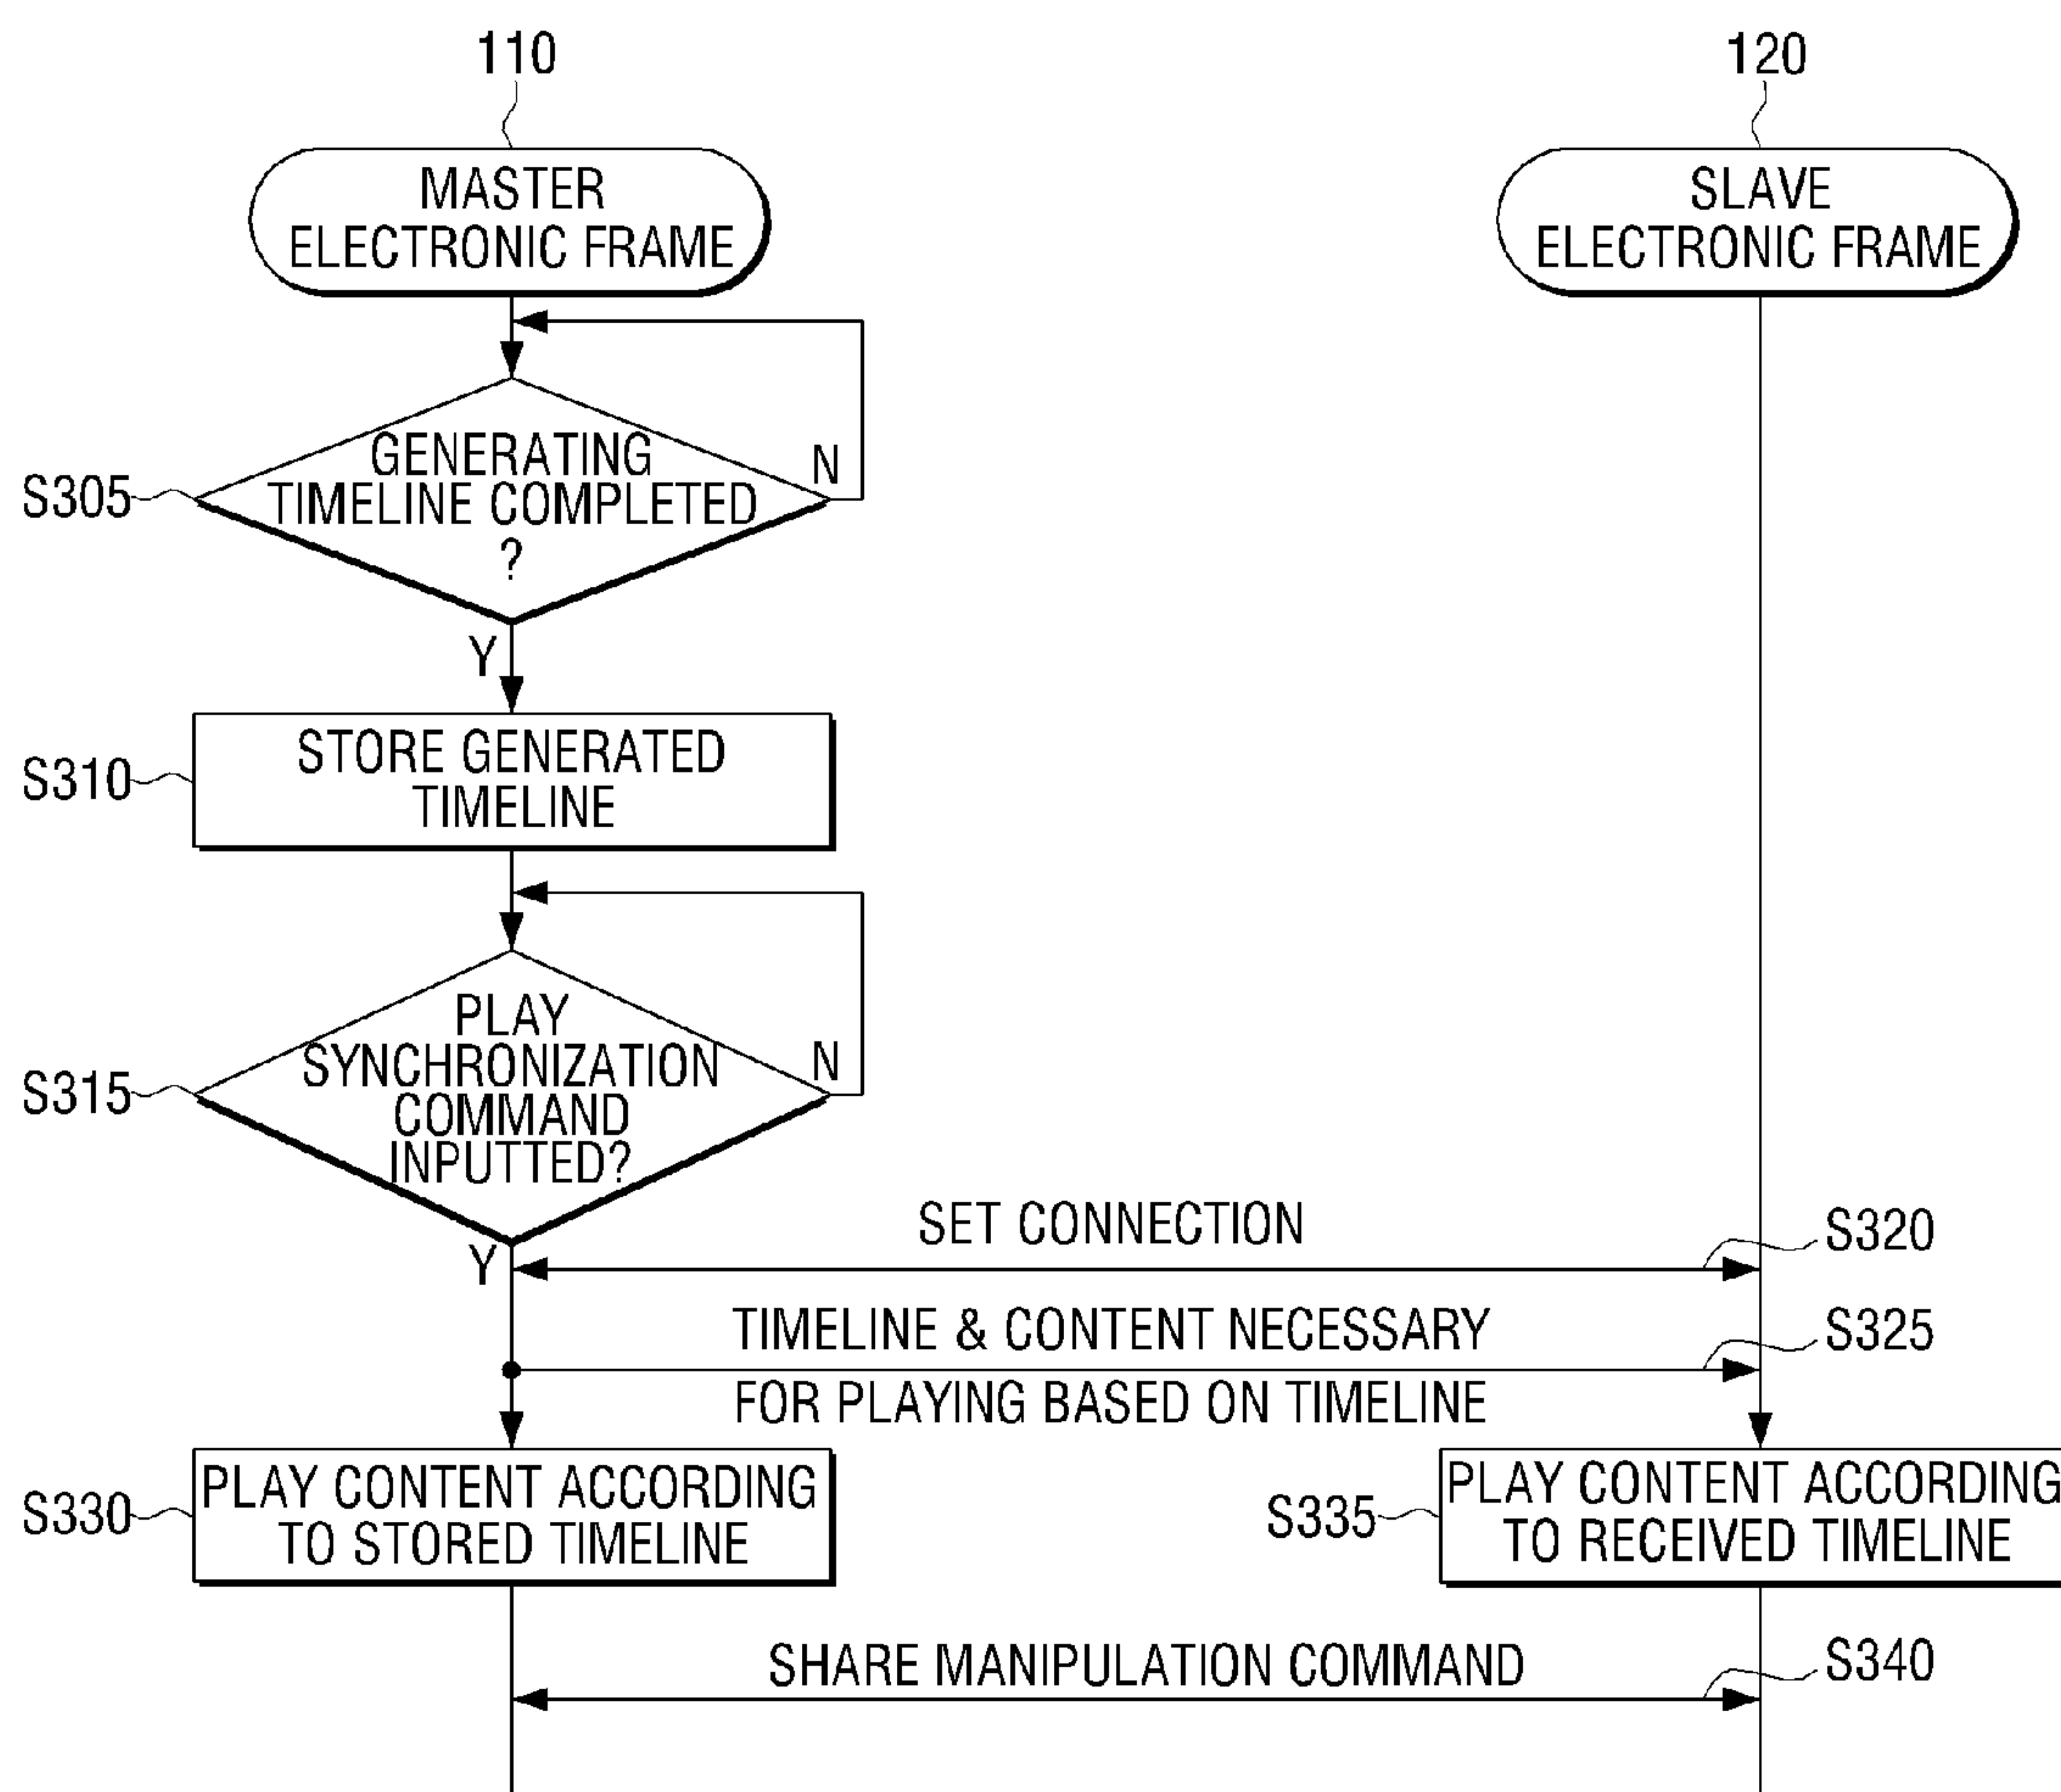 110
120
MASTER
ELECTRONIC FRAME
SLAVE
ELECTRONIC FRAME
S305
GENERATING
TIMELINE COMPLETED
?
N
Y
S310
STORE GENERATED
TIMELINE
S315
PLAY
SYNCHRONIZATION
COMMAND
INPUTTED?
N
Y
SET CONNECTION
S320
TIMELINE & CONTENT NECESSARY
FOR PLAYING BASED ON TIMELINE
S325
S330
PLAY CONTENT ACCORDING
TO STORED TIMELINE
S335
PLAY CONTENT ACCORDING
TO RECEIVED TIMELINE
SHARE MANIPULATION COMMAND
S340